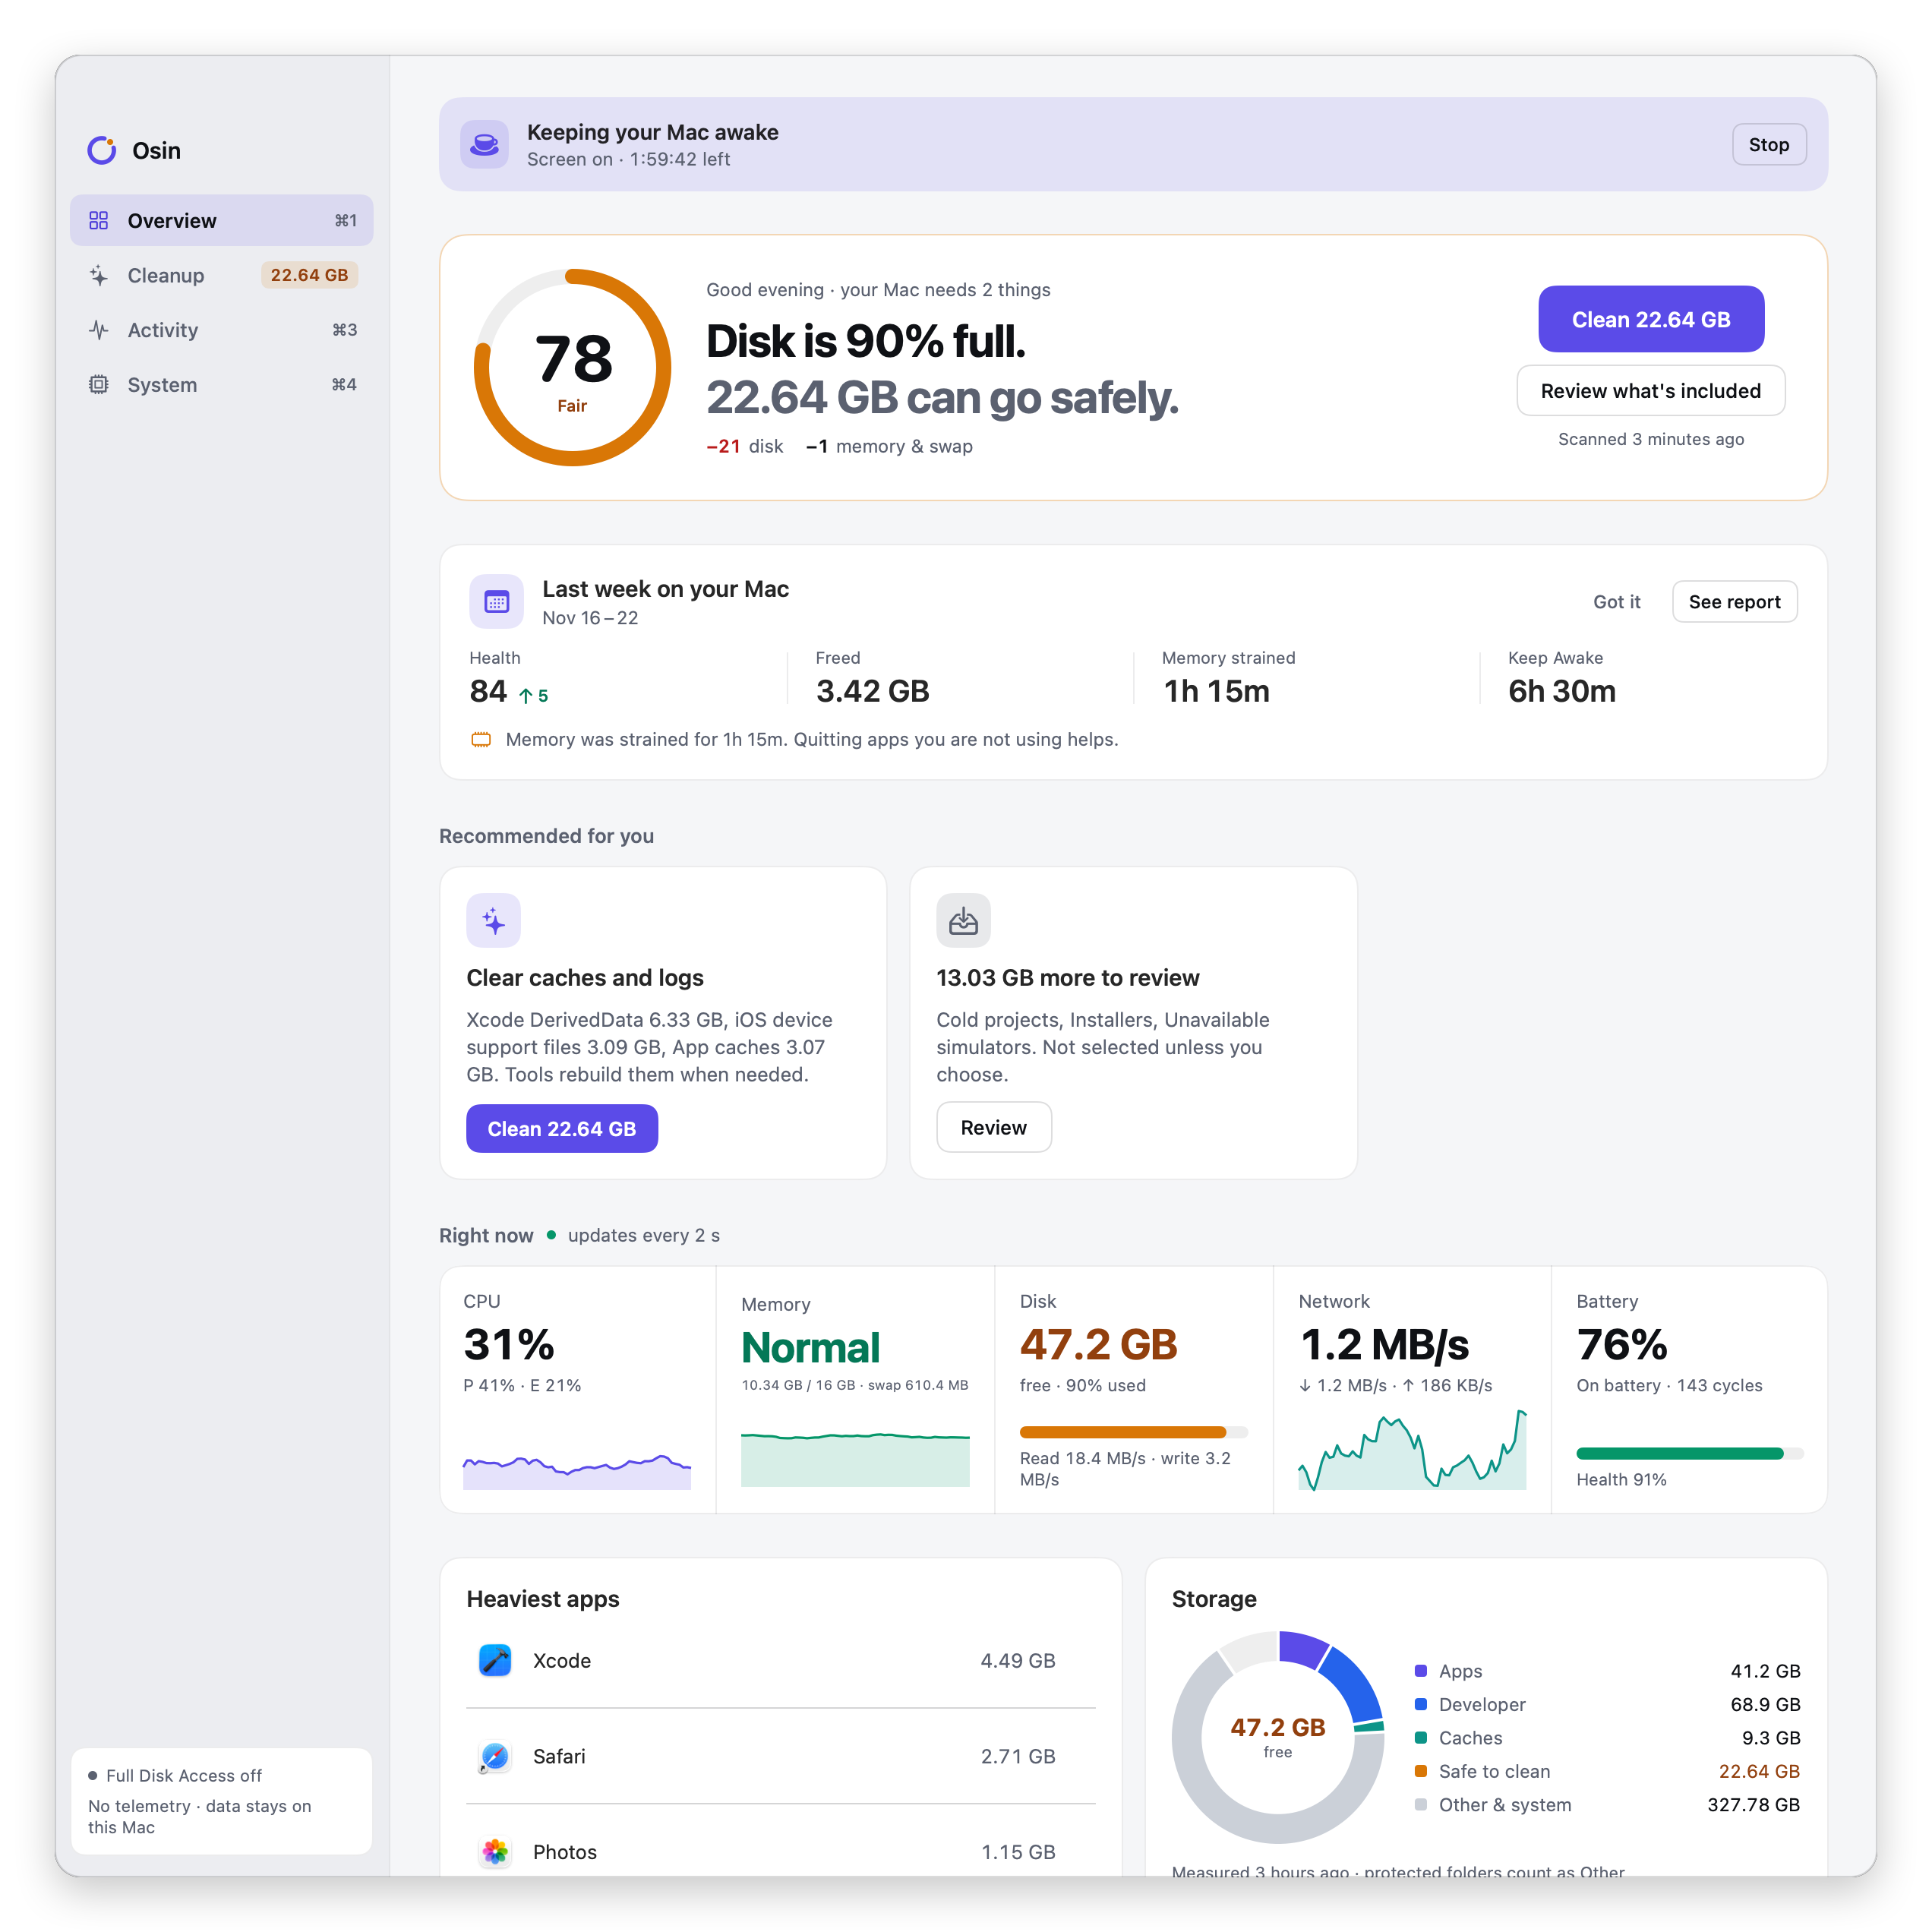 Osin
Overview ⌘1
Cleanup 22.64 GB
Activity ⌘3
System ⌘4
Full Disk Access off
No telemetry · data stays on
this Mac
Keeping your Mac awake
Screen on · 1:59:42 left
Stop
78
Fair
Good evening · your Mac needs 2 things
Disk is 90% full.
22.64 GB can go safely.
−21 disk −1 memory & swap
Clean 22.64 GB
Review what's included
Scanned 3 minutes ago
Last week on your Mac
Nov 16 – 22
Got it
See report
Health
84 ↑ 5
Freed
3.42 GB
Memory strained
1h 15m
Keep Awake
6h 30m
Memory was strained for 1h 15m. Quitting apps you are not using helps.
Recommended for you
Clear caches and logs
Xcode DerivedData 6.33 GB, iOS device
support files 3.09 GB, App caches 3.07
GB. Tools rebuild them when needed.
Clean 22.64 GB
13.03 GB more to review
Cold projects, Installers, Unavailable
simulators. Not selected unless you
choose.
Review
Right now • updates every 2 s
CPU
31%
P 41% · E 21%
Memory
Normal
10.34 GB / 16 GB · swap 610.4 MB
Disk
47.2 GB
free · 90% used
Read 18.4 MB/s · write 3.2
MB/s
Network
1.2 MB/s
↓ 1.2 MB/s · ↑ 186 KB/s
Battery
76%
On battery · 143 cycles
Health 91%
Heaviest apps
Xcode 4.49 GB
Safari 2.71 GB
Photos 1.15 GB
Storage
47.2 GB
free
Apps 41.2 GB
Developer 68.9 GB
Caches 9.3 GB
Safe to clean 22.64 GB
Other & system 327.78 GB
Measured 3 hours ago · protected folders count as Other